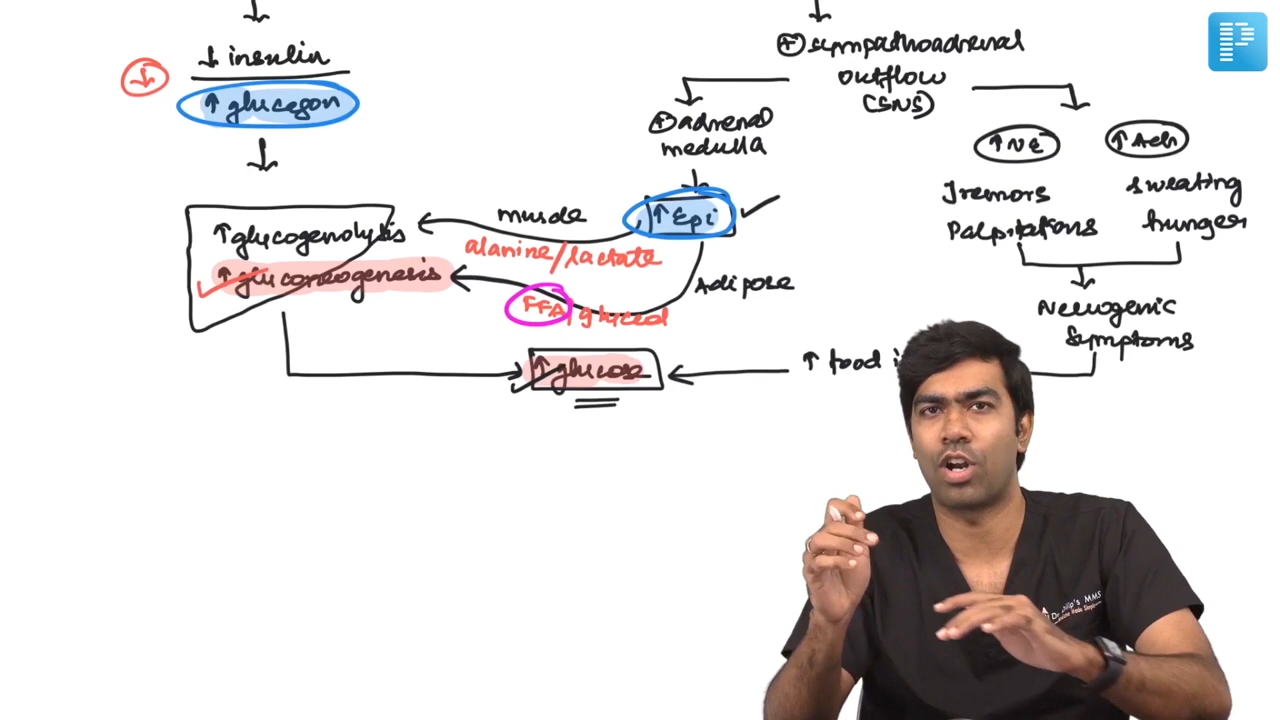 ↓ insulin
↑ glucagon
↑ glycogenolysis
↑ gluconeogenesis
muscle
alanine/lactate
FFA/glycerol
Adipose
↑ Epi
↑ glucose
⊕ sympathoadrenal
outflow
(SNS)
⊕ adrenal
medulla
↑ NE
↑ Ach
Tremors
Palpitations
sweating
hunger
Neurogenic
Symptoms
↑ food
P